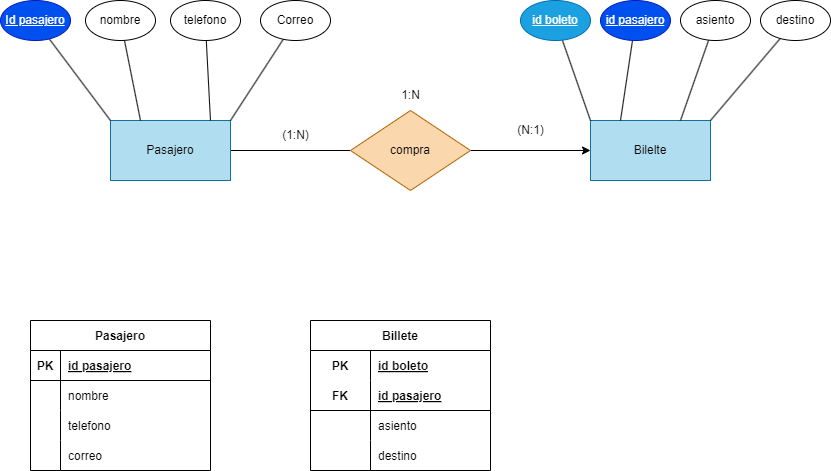 Id pasajero nombre telefono Correo id boleto id pasajero asiento destino
1:N
(1:N) (N:1)
Pasajero compra Bilelte
Pasajero Billete
PK id pasajero PK id boleto
nombre FK id pasajero
telefono asiento
correo destino